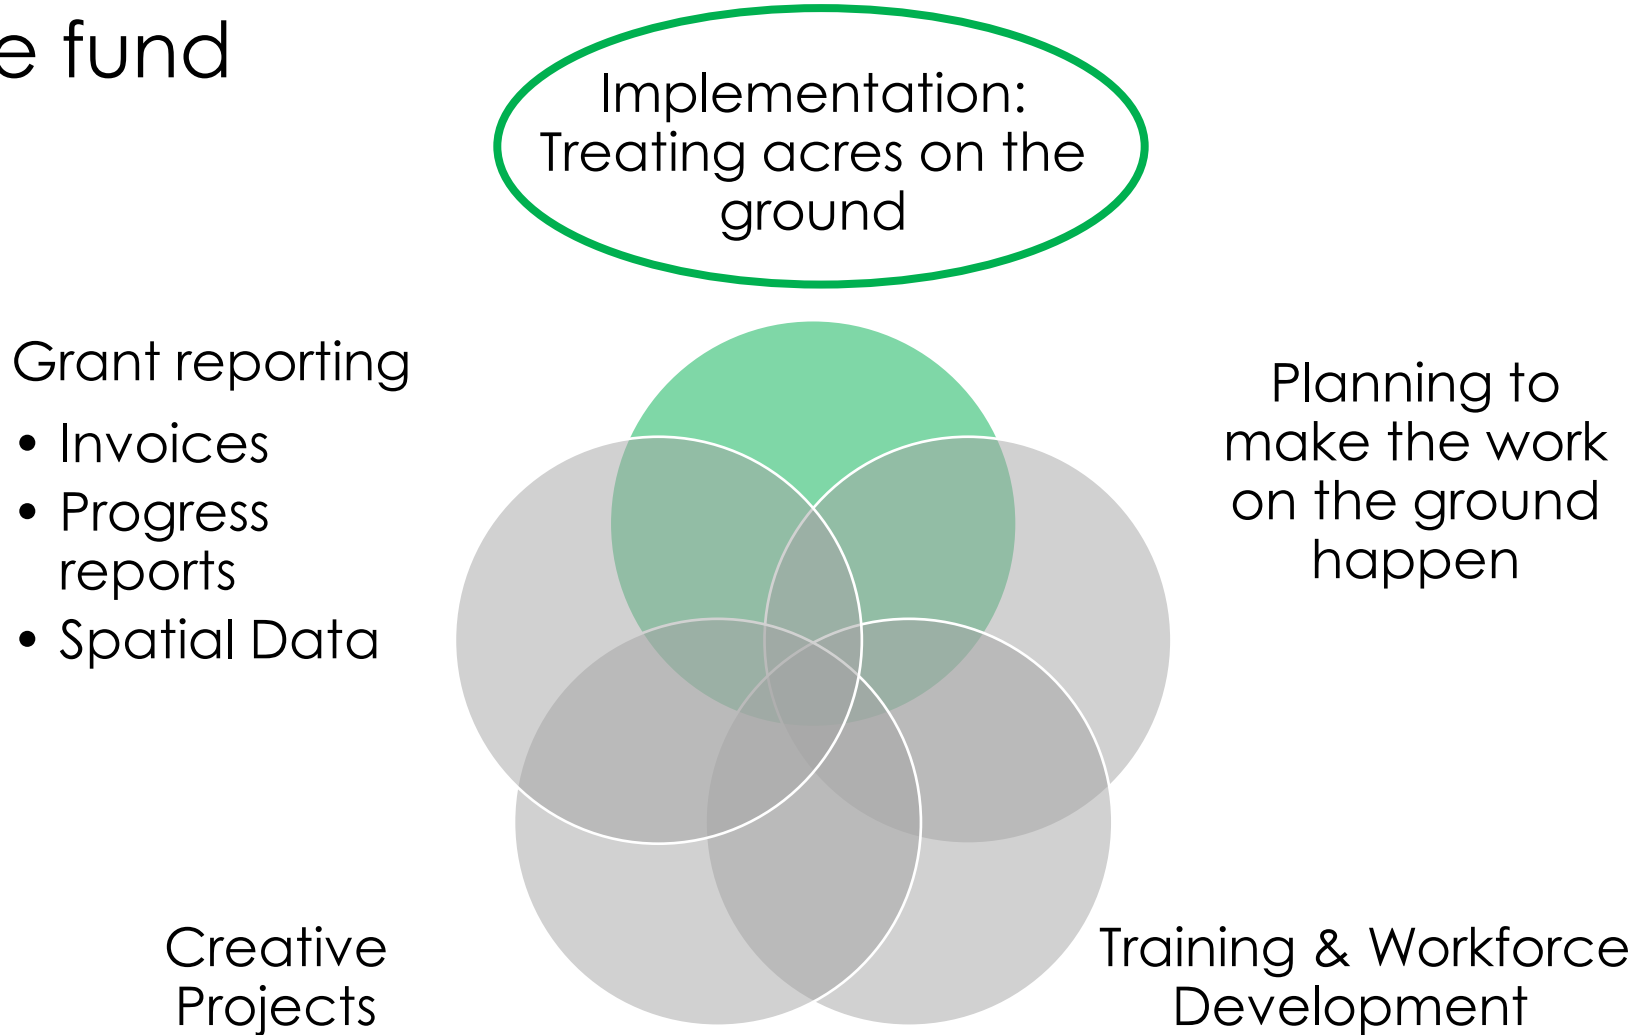 e fund
Implementation:
Treating acres on the
ground
Grant reporting
• Invoices
• Progress
reports
• Spatial Data
Planning to
make the work
on the ground
happen
Creative
Projects
Training & Workforce
Development